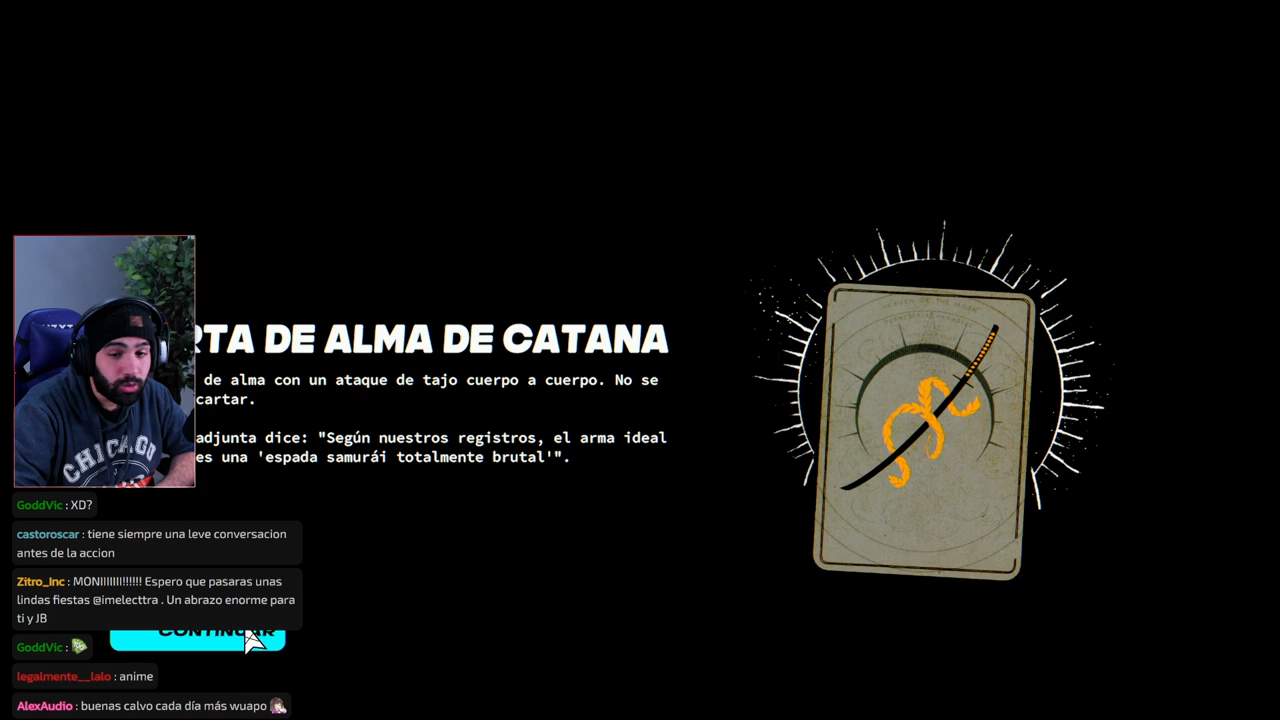 RTA DE ALMA DE CATANA
de alma con un ataque de tajo cuerpo a cuerpo. No se
cartar.
adjunta dice: "Según nuestros registros, el arma ideal
es una 'espada samurái totalmente brutal'".
CHICAGO
GoddVic : XD?
castoroscar : tiene siempre una leve conversacion
antes de la accion
Zitro_Inc : MONIIIIIII!!!!!! Espero que pasaras unas
lindas fiestas @imelecttra . Un abrazo enorme para
ti y JB
CONTINUAR
GoddVic :
legalmente__lalo : anime
AlexAudio : buenas calvo cada día más wuapo